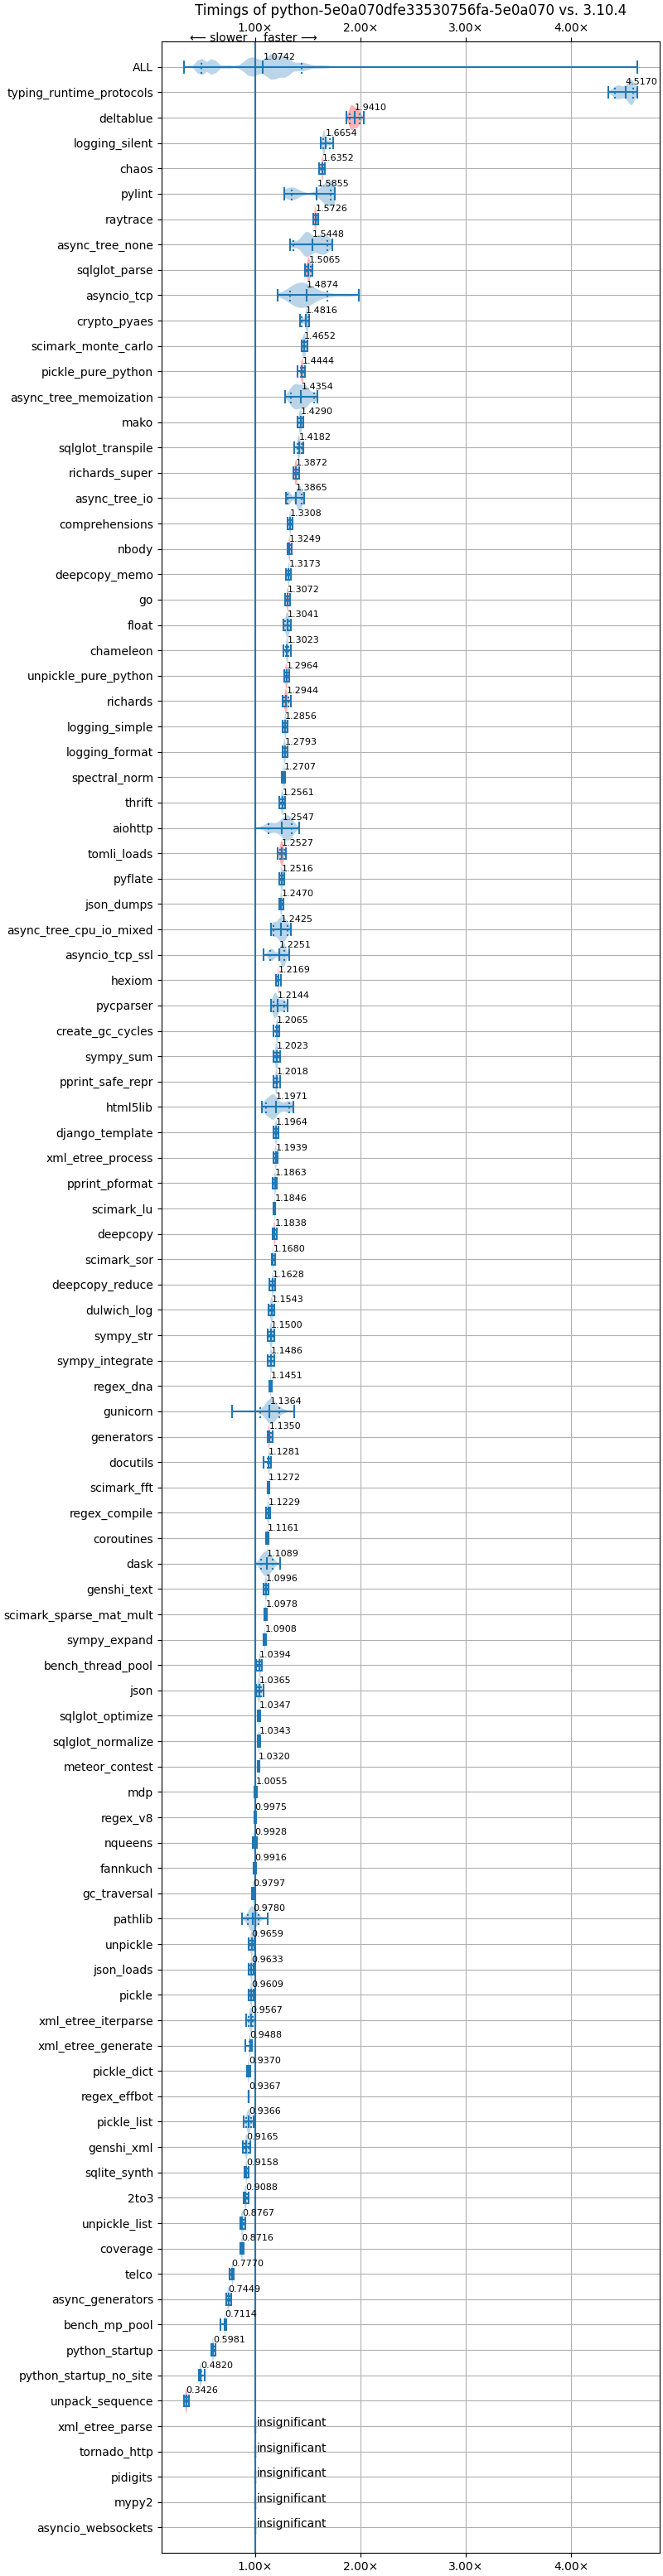 Timings of python-5e0a070dfe33530756fa-5e0a070 vs. 3.10.4
1.00× 2.00× 3.00× 4.00×
⟵ slower faster ⟶
ALL 1.0742
typing_runtime_protocols 4.5170
deltablue 1.9410
logging_silent 1.6654
chaos 1.6352
pylint 1.5855
raytrace 1.5726
async_tree_none 1.5448
sqlglot_parse 1.5065
asyncio_tcp 1.4874
crypto_pyaes 1.4816
scimark_monte_carlo 1.4652
pickle_pure_python 1.4444
async_tree_memoization 1.4354
mako 1.4290
sqlglot_transpile 1.4182
richards_super 1.3872
async_tree_io 1.3865
comprehensions 1.3308
nbody 1.3249
deepcopy_memo 1.3173
go 1.3072
float 1.3041
chameleon 1.3023
unpickle_pure_python 1.2964
richards 1.2944
logging_simple 1.2856
logging_format 1.2793
spectral_norm 1.2707
thrift 1.2561
aiohttp 1.2547
tomli_loads 1.2527
pyflate 1.2516
json_dumps 1.2470
async_tree_cpu_io_mixed 1.2425
asyncio_tcp_ssl 1.2251
hexiom 1.2169
pycparser 1.2144
create_gc_cycles 1.2065
sympy_sum 1.2023
pprint_safe_repr 1.2018
html5lib 1.1971
django_template 1.1964
xml_etree_process 1.1939
pprint_pformat 1.1863
scimark_lu 1.1846
deepcopy 1.1838
scimark_sor 1.1680
deepcopy_reduce 1.1628
dulwich_log 1.1543
sympy_str 1.1500
sympy_integrate 1.1486
regex_dna 1.1451
gunicorn 1.1364
generators 1.1350
docutils 1.1281
scimark_fft 1.1272
regex_compile 1.1229
coroutines 1.1161
dask 1.1089
genshi_text 1.0996
scimark_sparse_mat_mult 1.0978
sympy_expand 1.0908
bench_thread_pool 1.0394
json 1.0365
sqlglot_optimize 1.0347
sqlglot_normalize 1.0343
meteor_contest 1.0320
mdp 1.0055
regex_v8 0.9975
nqueens 0.9928
fannkuch 0.9916
gc_traversal 0.9797
pathlib 0.9780
unpickle 0.9659
json_loads 0.9633
pickle 0.9609
xml_etree_iterparse 0.9567
xml_etree_generate 0.9488
pickle_dict 0.9370
regex_effbot 0.9367
pickle_list 0.9366
genshi_xml 0.9165
sqlite_synth 0.9158
2to3 0.9088
unpickle_list 0.8767
coverage 0.8716
telco 0.7770
async_generators 0.7449
bench_mp_pool 0.7114
python_startup 0.5981
python_startup_no_site 0.4820
unpack_sequence 0.3426
xml_etree_parse insignificant
tornado_http insignificant
pidigits insignificant
mypy2 insignificant
asyncio_websockets insignificant
1.00× 2.00× 3.00× 4.00×